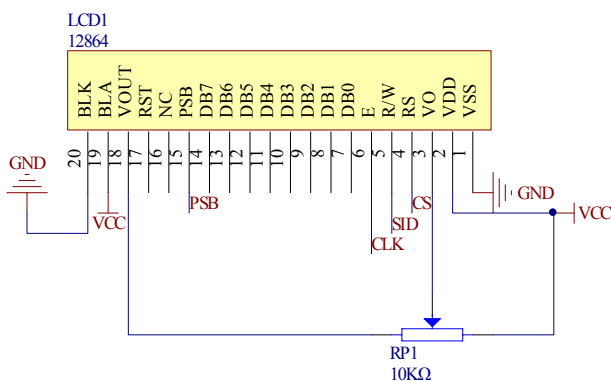 LCD1
12864
BLK
BLA
VOUT
RST
NC
PSB
DB7
DB6
DB5
DB4
DB3
DB2
DB1
DB0
E
R/W
RS
VO
VDD
VSS
20
19
18
17
16
15
14
13
12
11
10
9
8
7
6
5
4
3
2
1
GND
VCC
PSB
CS
SID
CLK
GND
VCC
RP1
10KΩ